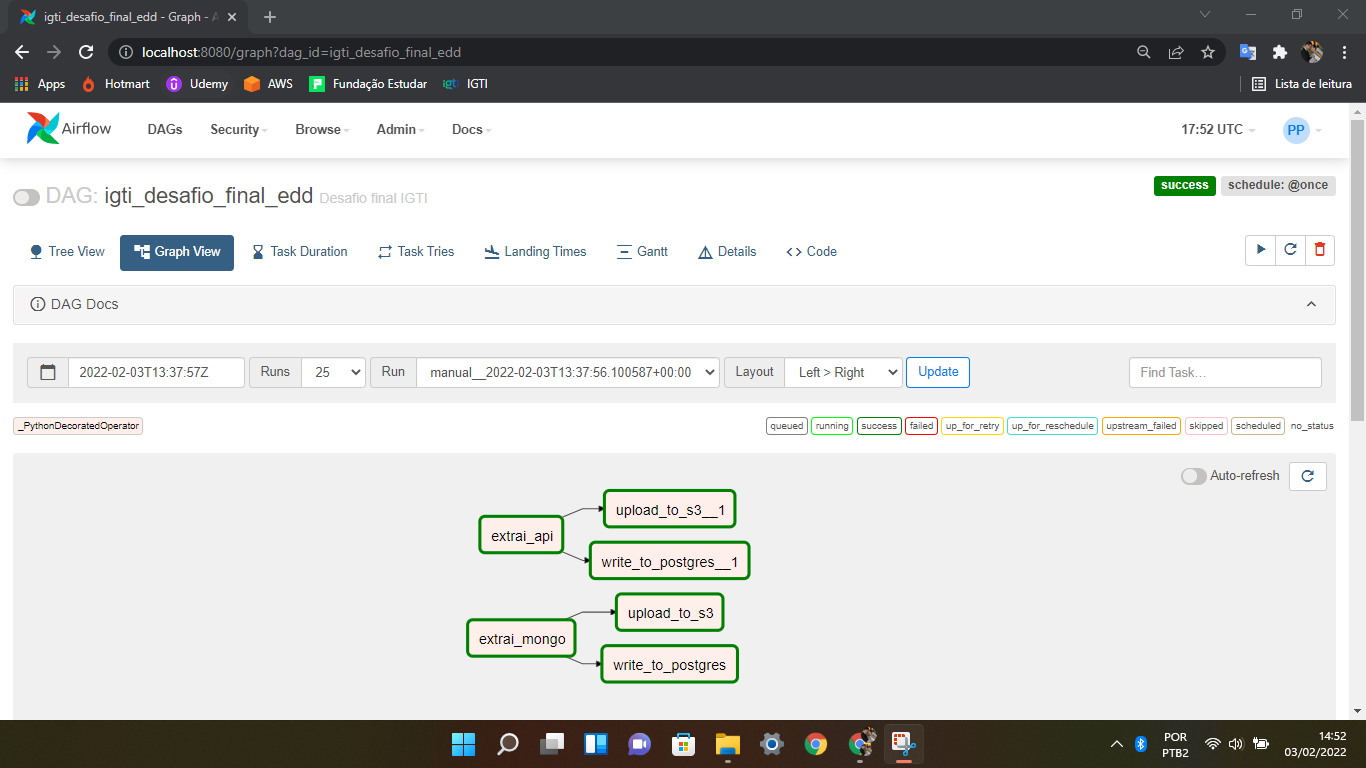 igti_desafio_final_edd - Graph - A
localhost:8080/graph?dag_id=igti_desafio_final_edd
Apps Hotmart Udemy AWS Fundação Estudar igti IGTI Lista de leitura
Airflow DAGs Security Browse Admin Docs 17:52 UTC PP
DAG: igti_desafio_final_edd Desafio final IGTI success schedule: @once
Tree View Graph View Task Duration Task Tries Landing Times Gantt Details <> Code
DAG Docs
2022-02-03T13:37:57Z Runs 25 Run manual__2022-02-03T13:37:56.100587+00:00 Layout Left > Right Update Find Task...
_PythonDecoratedOperator queued running success failed up_for_retry up_for_reschedule upstream_failed skipped scheduled no_status
Auto-refresh
upload_to_s3__1
extrai_api
write_to_postgres__1
upload_to_s3
extrai_mongo
write_to_postgres
POR 14:52
PTB2 03/02/2022